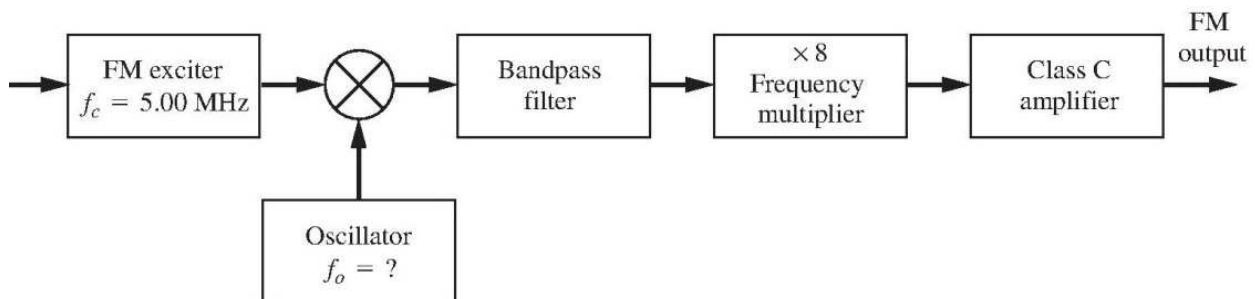 FM exciter
f_c = 5.00 MHz
Bandpass
filter
× 8
Frequency
multiplier
Class C
amplifier
FM
output
Oscillator
f_o = ?